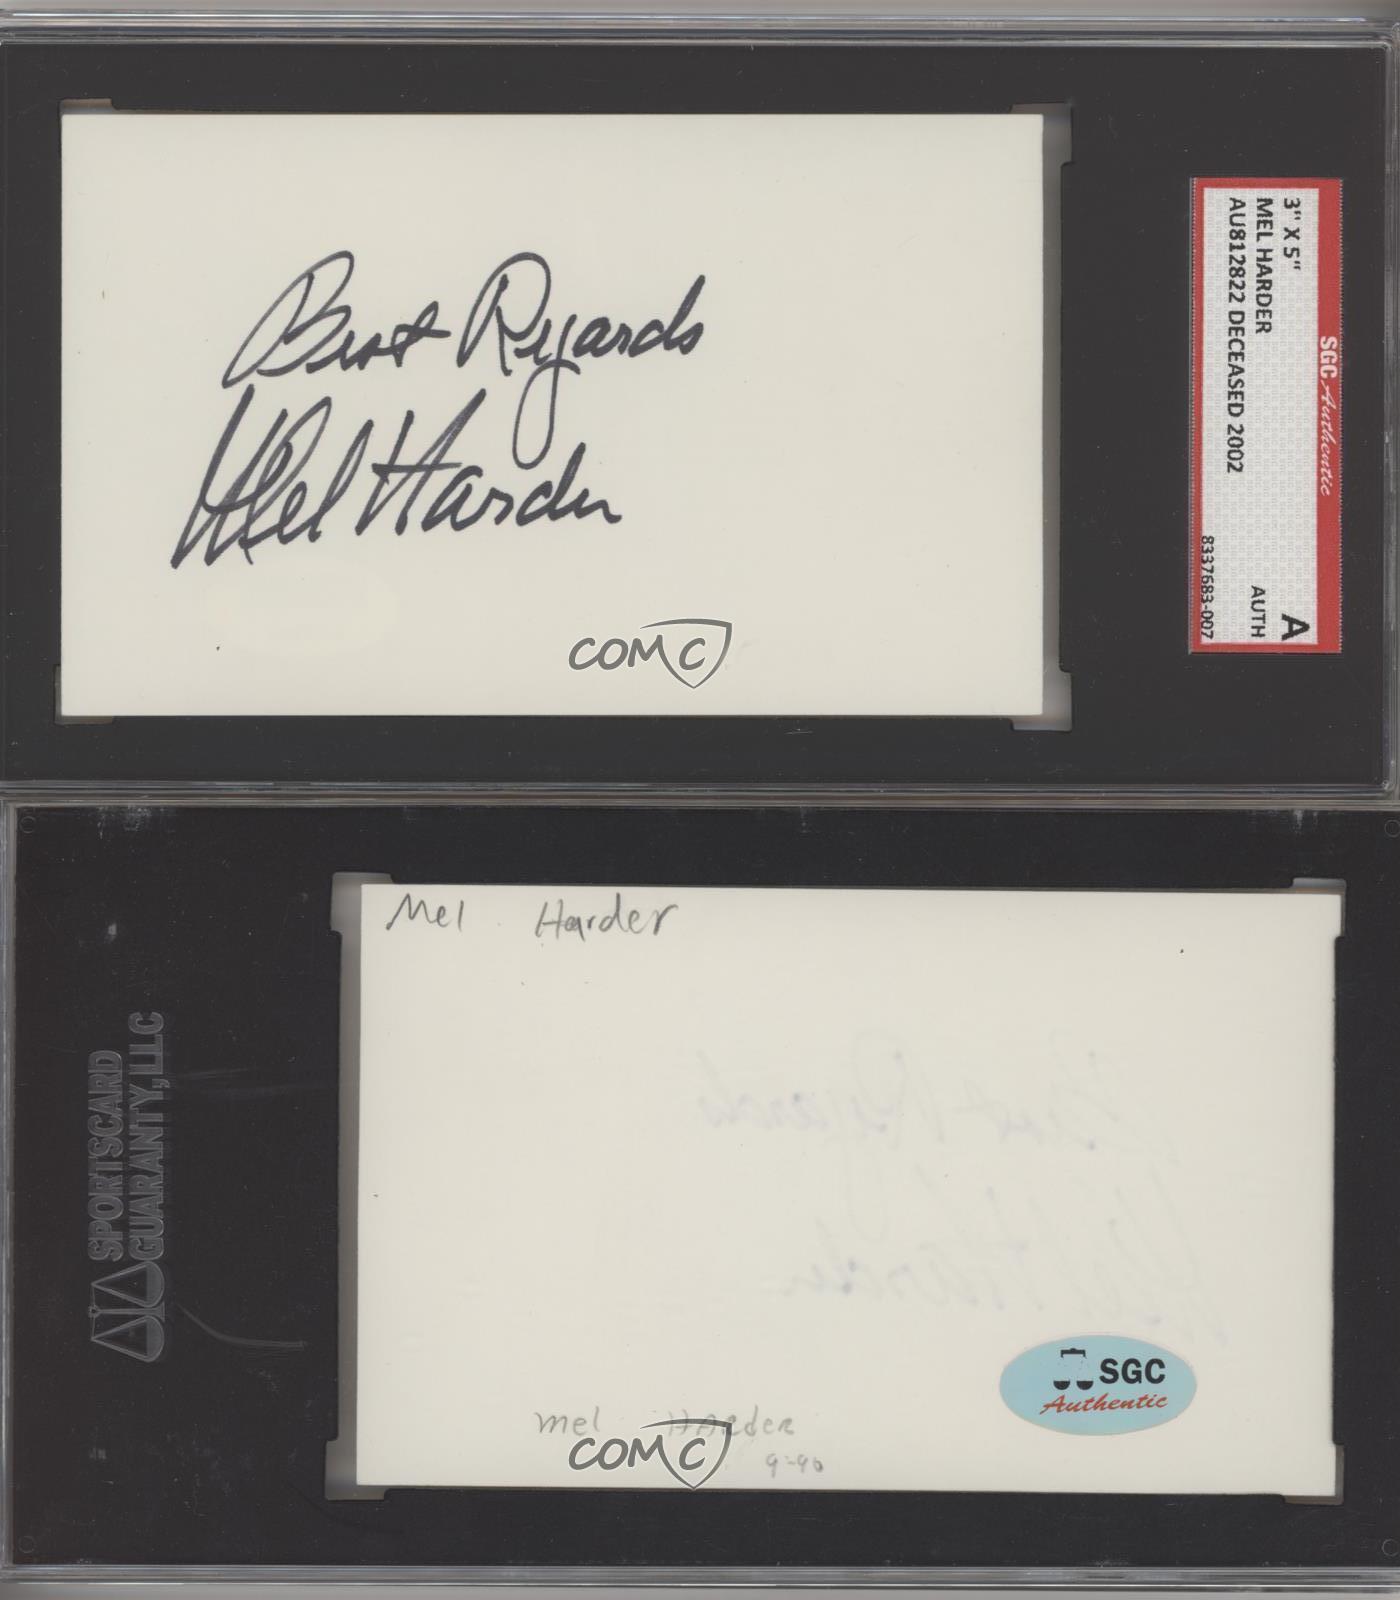 Best Regards
Mel Harder
COMC
SGC Authentic
3" X 5"
MEL HARDER
AU812822 DECEASED 2002
A
AUTH
8337683-007
Mel Harder
SPORTSCARD
GUARANTY, LLC
SGC
Authentic
mel HARDER
9-90
COMC